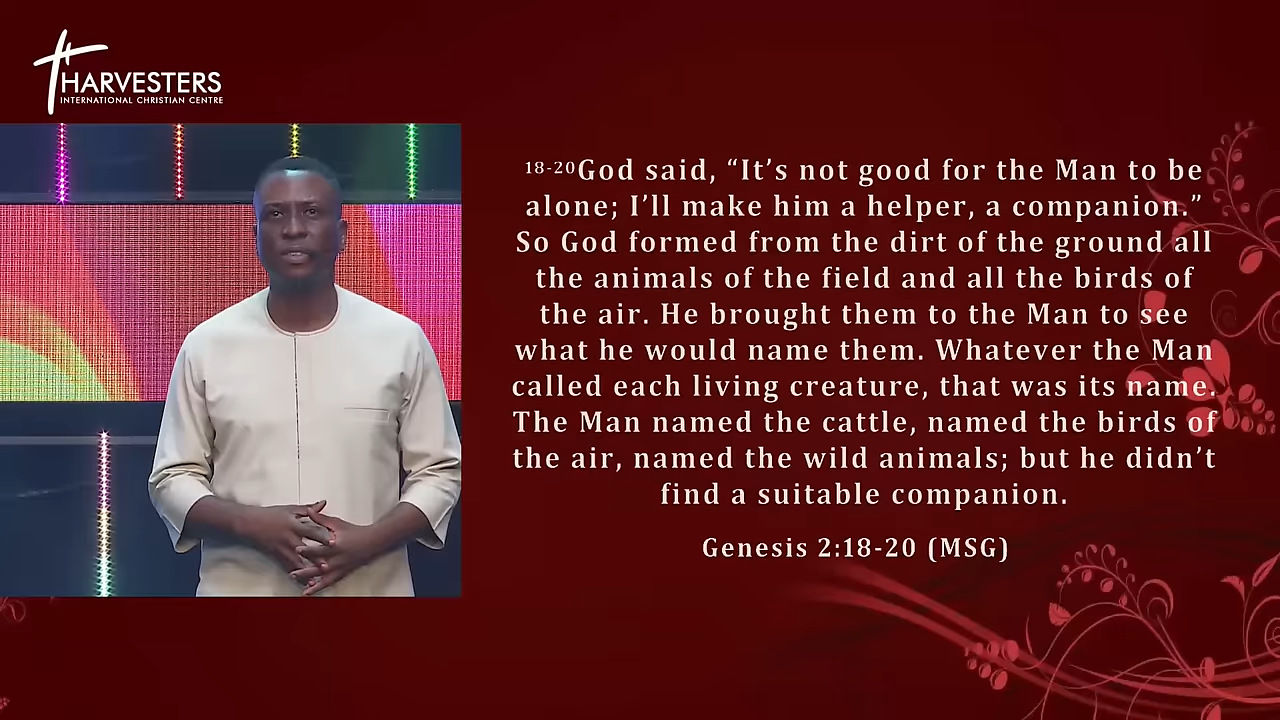 HARVESTERS
INTERNATIONAL CHRISTIAN CENTRE
18-20God said, “It’s not good for the Man to be
alone; I’ll make him a helper, a companion.”
So God formed from the dirt of the ground all
the animals of the field and all the birds of
the air. He brought them to the Man to see
what he would name them. Whatever the Man
called each living creature, that was its name.
The Man named the cattle, named the birds of
the air, named the wild animals; but he didn’t
find a suitable companion.
Genesis 2:18-20 (MSG)